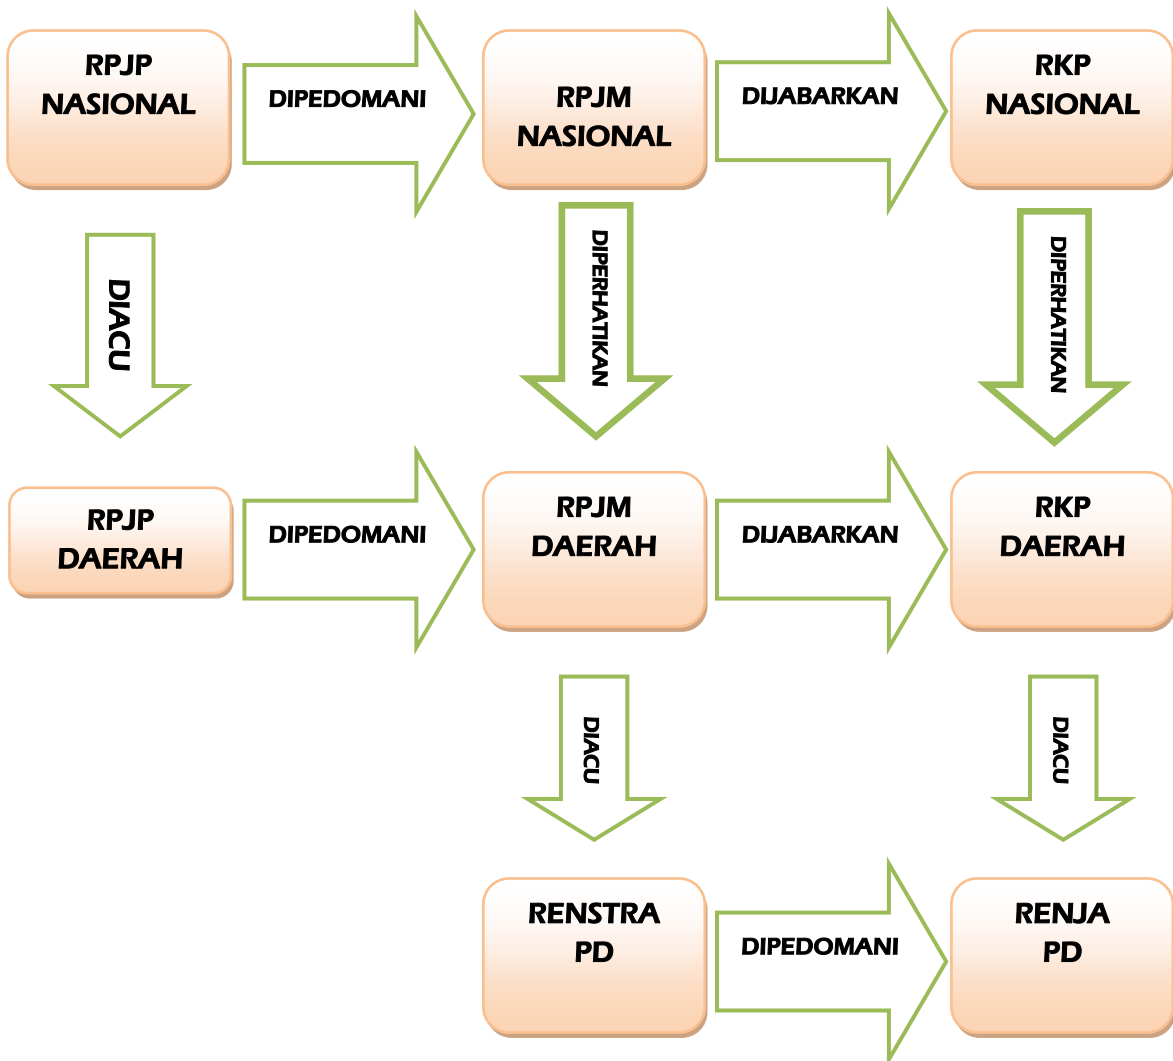 RPJP
NASIONAL
DIPEDOMANI
RPJM
NASIONAL
DIJABARKAN
RKP
NASIONAL
DIACU
DIPERHATIKAN
DIPERHATIKAN
RPJP
DAERAH
DIPEDOMANI
RPJM
DAERAH
DIJABARKAN
RKP
DAERAH
DIACU
DIACU
RENSTRA
PD
DIPEDOMANI
RENJA
PD